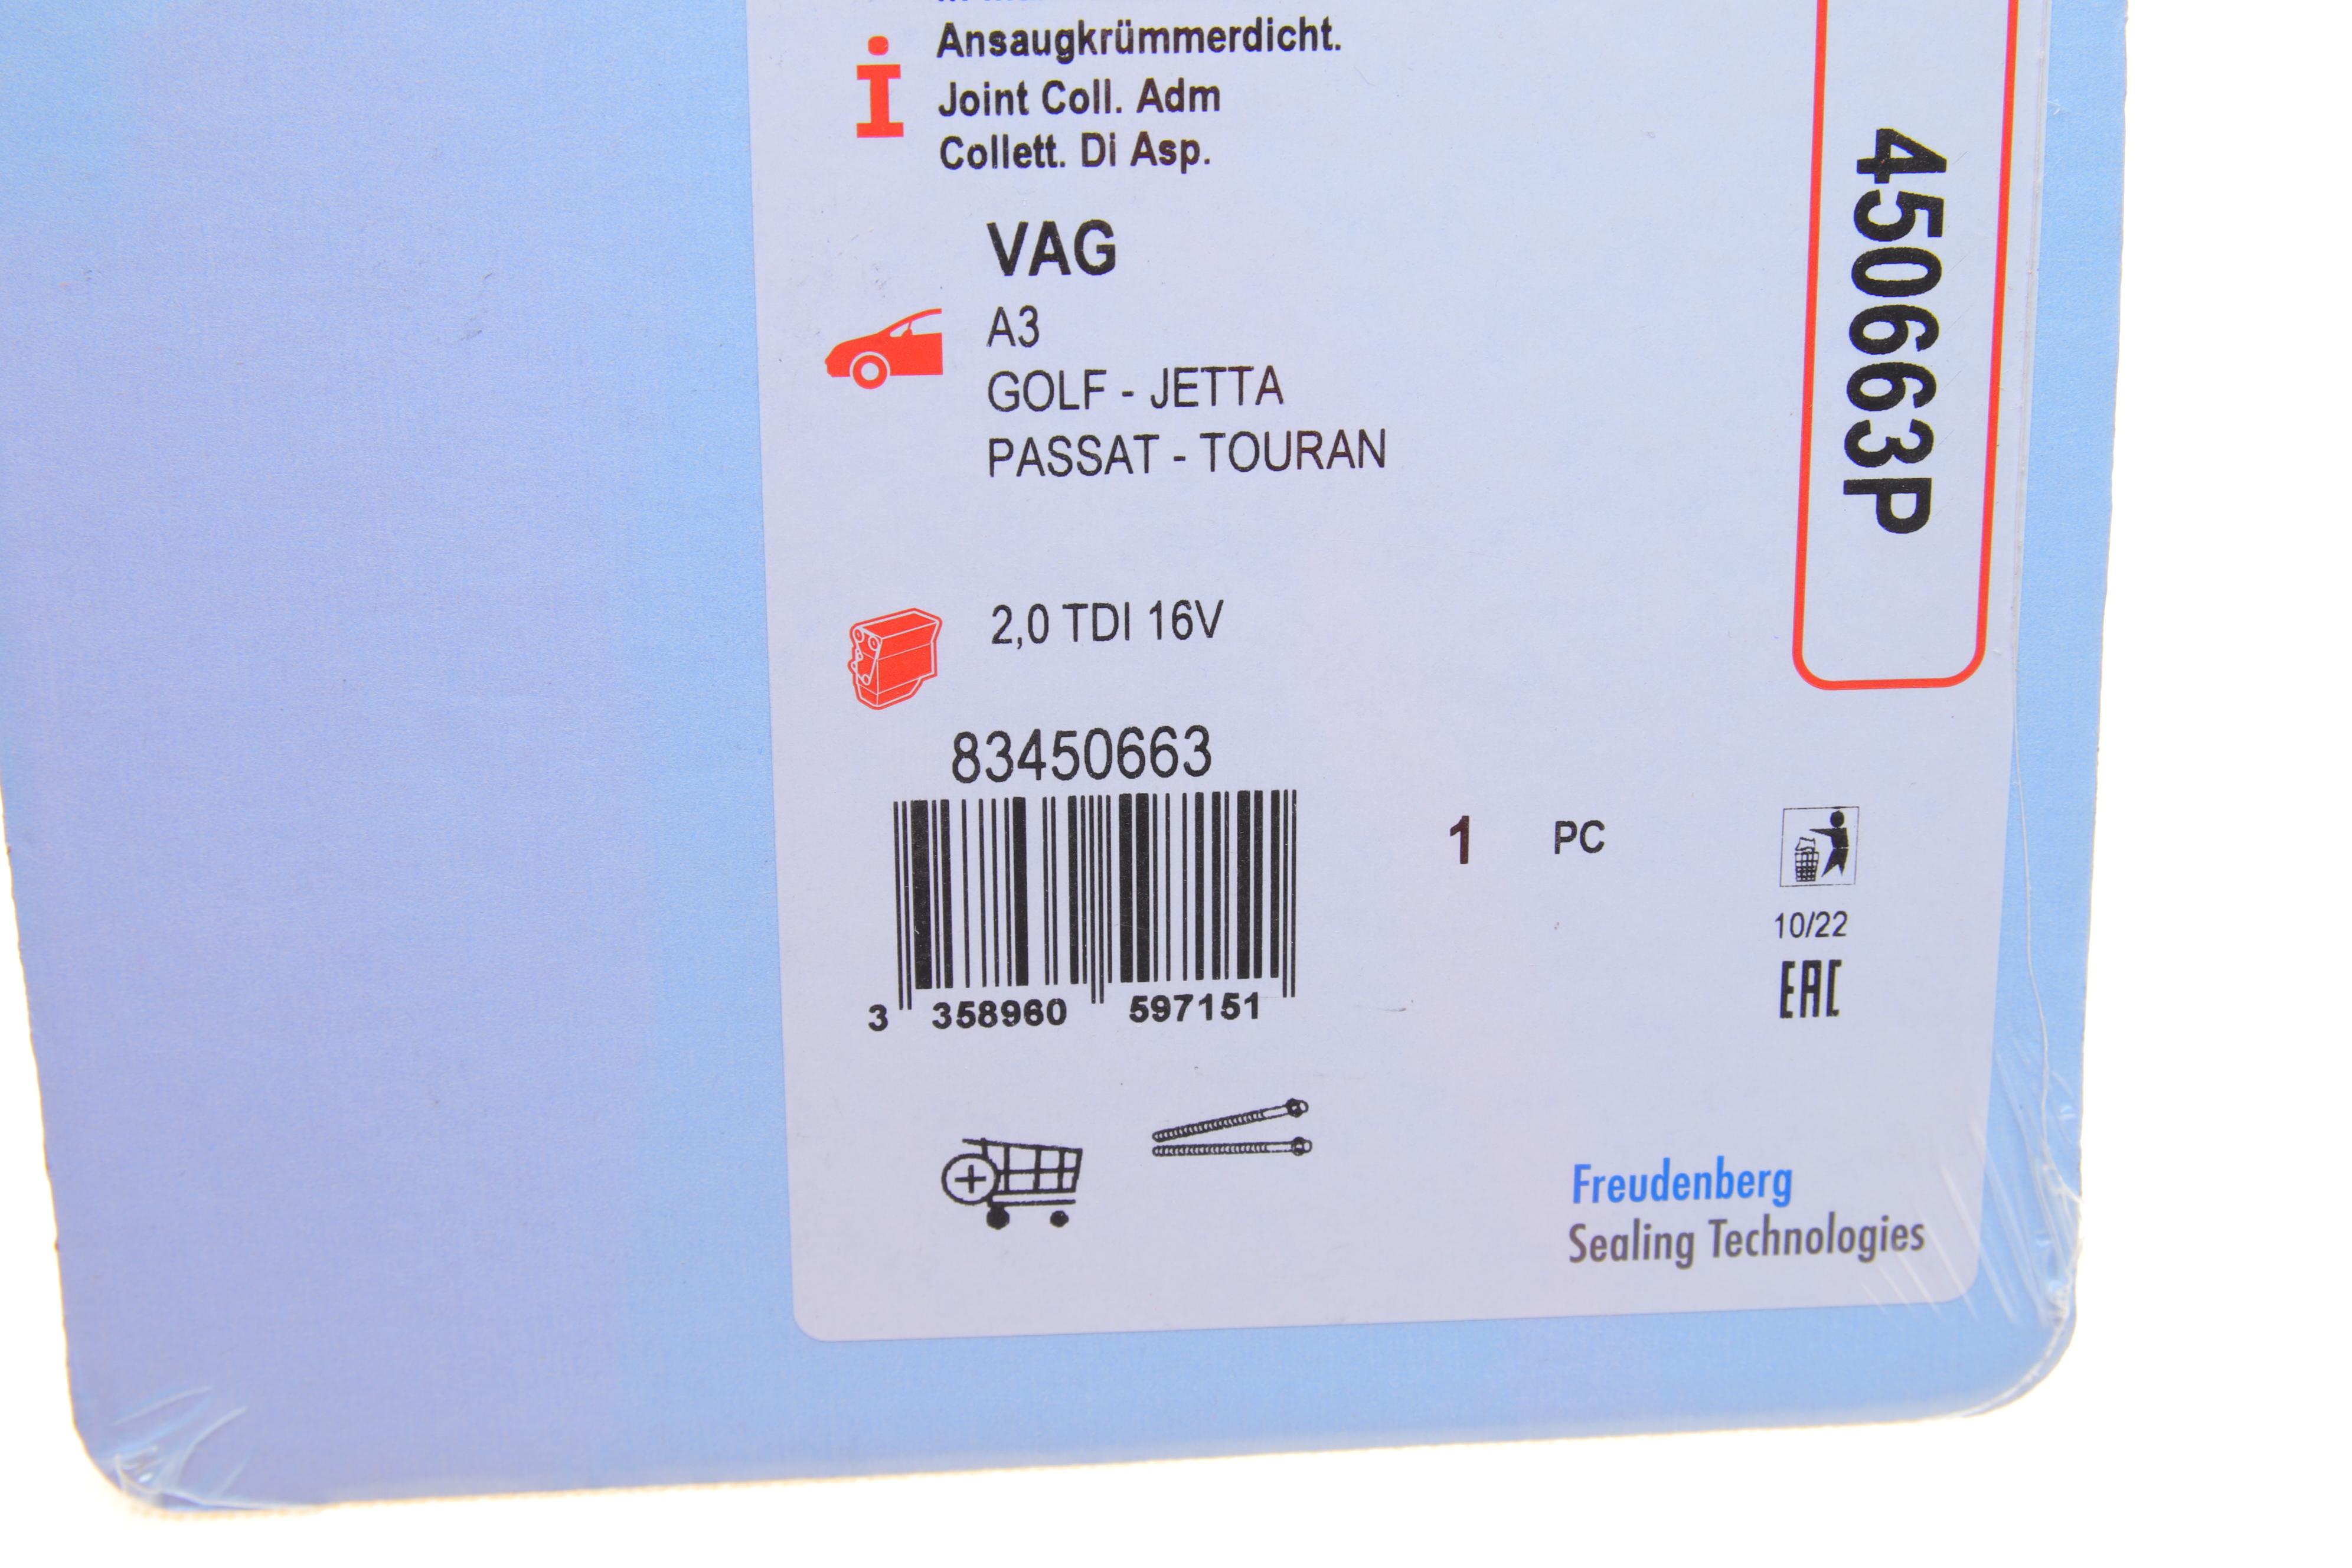 Ansaugkrümmerdicht.
Joint Coll. Adm
Collett. Di Asp.
450663P
VAG
A3
GOLF - JETTA
PASSAT - TOURAN
2,0 TDI 16V
83450663
3 358960 597151
1 PC
10/22
EAC
Freudenberg
Sealing Technologies